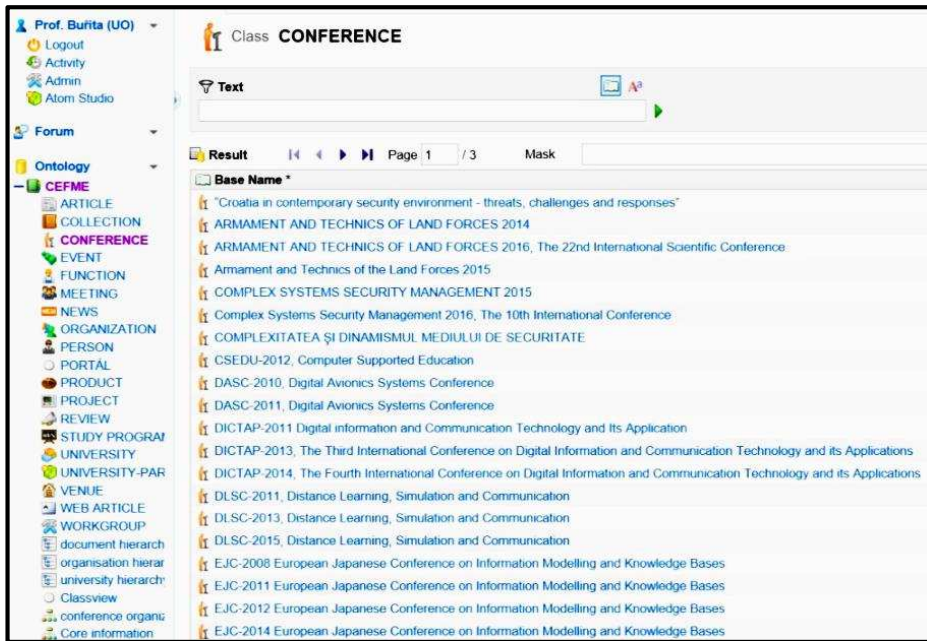 Prof. Buřita (UO)
Logout
Activity
Admin
Atom Studio
Forum
Ontology
CEFME
ARTICLE
COLLECTION
CONFERENCE
EVENT
FUNCTION
MEETING
NEWS
ORGANIZATION
PERSON
PORTÁL
PRODUCT
PROJECT
REVIEW
STUDY PROGRAM
UNIVERSITY
UNIVERSITY-PAR
VENUE
WEB ARTICLE
WORKGROUP
document hierarch
organisation hierar
university hierarchy
Classview
conference organiz
Core information
Class CONFERENCE
Text
Aa
Result Page 1 / 3 Mask
Base Name *
"Croatia in contemporary security environment - threats, challenges and responses"
ARMAMENT AND TECHNICS OF LAND FORCES 2014
ARMAMENT AND TECHNICS OF LAND FORCES 2016, The 22nd International Scientific Conference
Armament and Technics of the Land Forces 2015
COMPLEX SYSTEMS SECURITY MANAGEMENT 2015
Complex Systems Security Management 2016, The 10th International Conference
COMPLEXITATEA ȘI DINAMISMUL MEDIULUI DE SECURITATE
CSEDU-2012, Computer Supported Education
DASC-2010, Digital Avionics Systems Conference
DASC-2011, Digital Avionics Systems Conference
DICTAP-2011 Digital information and Communication Technology and Its Application
DICTAP-2013, The Third International Conference on Digital Information and Communication Technology and its Applications
DICTAP-2014, The Fourth International Conference on Digital Information and Communication Technology and its Applications
DLSC-2011, Distance Learning, Simulation and Communication
DLSC-2013, Distance Learning, Simulation and Communication
DLSC-2015, Distance Learning, Simulation and Communication
EJC-2008 European Japanese Conference on Information Modelling and Knowledge Bases
EJC-2011 European Japanese Conference on Information Modelling and Knowledge Bases
EJC-2012 European Japanese Conference on Information Modelling and Knowledge Bases
EJC-2014 European Japanese Conference on Information Modelling and Knowledge Bases